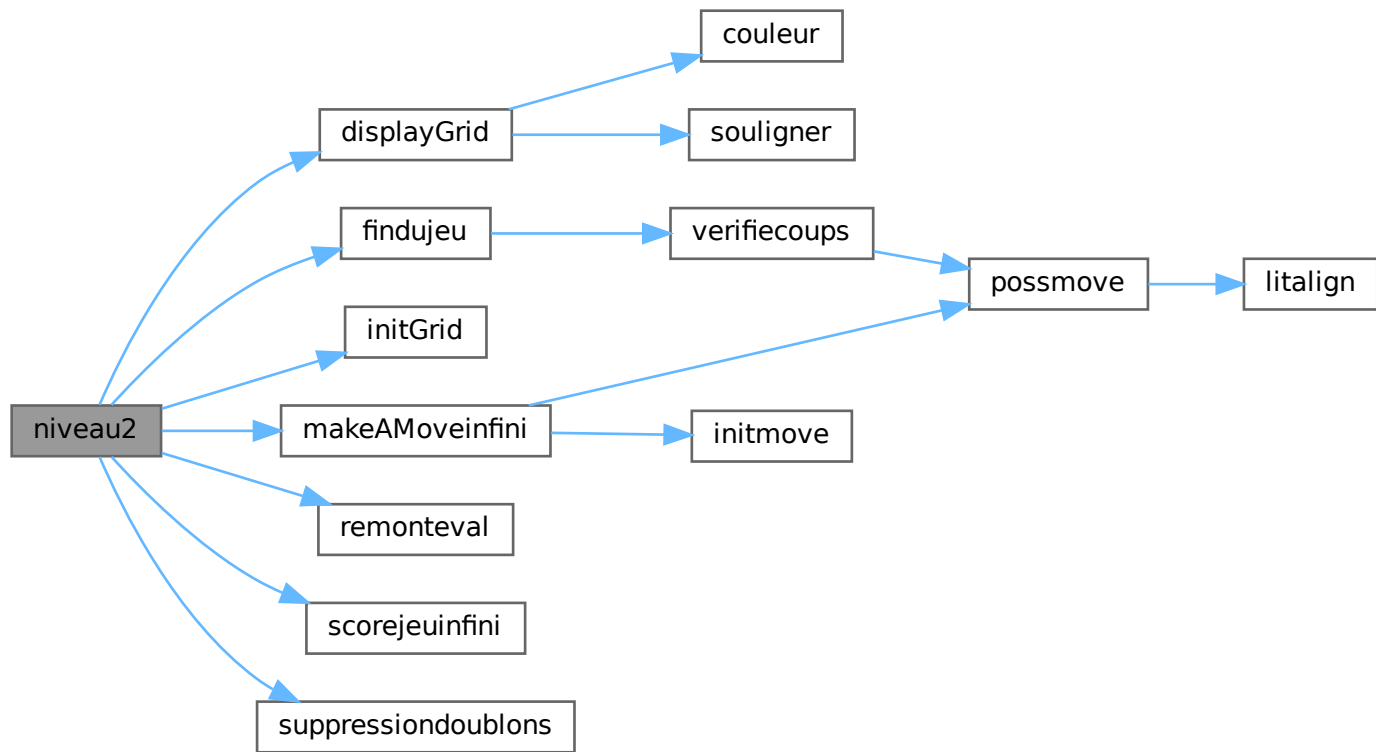 couleur
displayGrid
souligner
findujeu
verifiecoups
possmove
litalign
initGrid
niveau2
makeAMoveinfini
initmove
remonteval
scorejeuinfini
suppressiondoublons